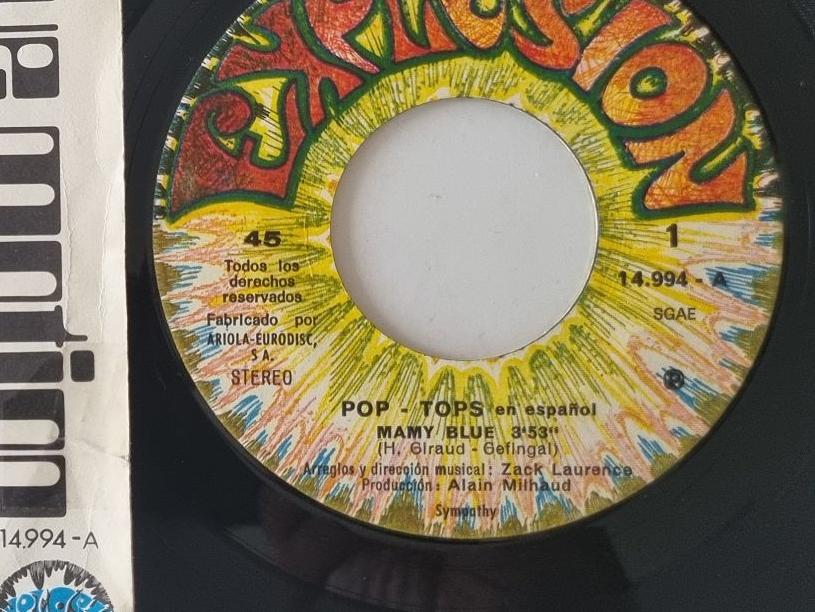 EXPLOSION
45
1
Todos los
derechos
reservados
14.994 - A
Fabricado por
ARIOLA-EURODISC,
S A.
SGAE
STEREO
POP - TOPS en español
MAMY BLUE 3'53"
(H. Giraud - Gefingal)
Arreglos y dirección musical: Zack Laurence
Producción: Alain Milhaud
Sympathy
14.994-A